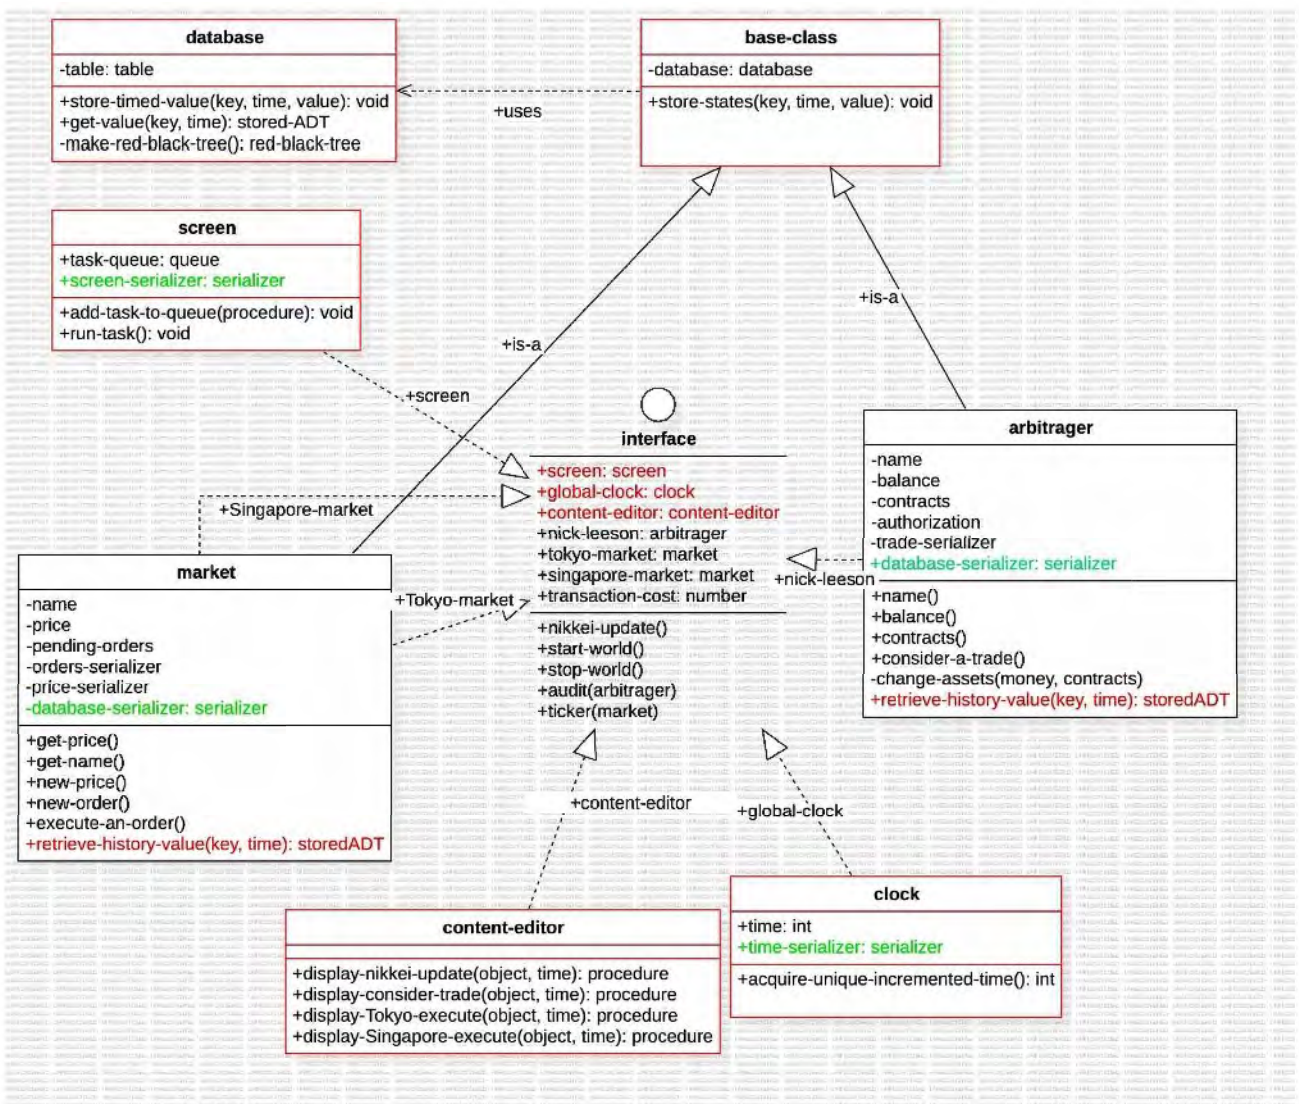 database
-table: table
+store-timed-value(key, time, value): void
+get-value(key, time): stored-ADT
-make-red-black-tree(): red-black-tree
+uses
base-class
-database: database
+store-states(key, time, value): void
screen
+task-queue: queue
+screen-serializer: serializer
+add-task-to-queue(procedure): void
+run-task(): void
+is-a
+is-a
+screen
interface
+screen: screen
+global-clock: clock
+content-editor: content-editor
+nick-leeson: arbitrager
+tokyo-market: market
+singapore-market: market
+transaction-cost: number
+nikkei-update()
+start-world()
+stop-world()
+audit(arbitrager)
+ticker(market)
+Singapore-market
+Tokyo-market
+nick-leeson
arbitrager
-name
-balance
-contracts
-authorization
-trade-serializer
+database-serializer: serializer
+name()
+balance()
+contracts()
+consider-a-trade()
-change-assets(money, contracts)
+retrieve-history-value(key, time): storedADT
market
-name
-price
-pending-orders
-orders-serializer
-price-serializer
-database-serializer: serializer
+get-price()
+get-name()
+new-price()
+new-order()
+execute-an-order()
+retrieve-history-value(key, time): storedADT
+content-editor
+global-clock
content-editor
+display-nikkei-update(object, time): procedure
+display-consider-trade(object, time): procedure
+display-Tokyo-execute(object, time): procedure
+display-Singapore-execute(object, time): procedure
clock
+time: int
+time-serializer: serializer
+acquire-unique-incremented-time(): int